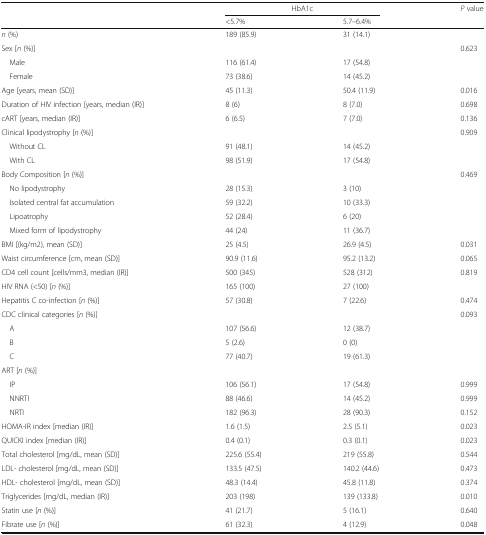 HbA1c P value
<5.7% 5.7–6.4%
n (%) 189 (85.9) 31 (14.1)
Sex [n (%)] 0.623
Male 116 (61.4) 17 (54.8)
Female 73 (38.6) 14 (45.2)
Age [years, mean (SD)] 45 (11.3) 50.4 (11.9) 0.016
Duration of HIV infection [years, median (IR)] 8 (6) 8 (7.0) 0.698
cART [years, median (IR)] 6 (6.5) 7 (7.0) 0.136
Clinical lipodystrophy [n (%)] 0.909
Without CL 91 (48.1) 14 (45.2)
With CL 98 (51.9) 17 (54.8)
Body Composition [n (%)] 0.469
No lipodystrophy 28 (15.3) 3 (10)
Isolated central fat accumulation 59 (32.2) 10 (33.3)
Lipoatrophy 52 (28.4) 6 (20)
Mixed form of lipodystrophy 44 (24) 11 (36.7)
BMI [(kg/m2), mean (SD)] 25 (4.5) 26.9 (4.5) 0.031
Waist circumference [cm, mean (SD)] 90.9 (11.6) 95.2 (13.2) 0.065
CD4 cell count [cells/mm3, median (IR)] 500 (345) 528 (312) 0.819
HIV RNA (<50) [n (%)] 165 (100) 27 (100)
Hepatitis C co-infection [n (%)] 57 (30.8) 7 (22.6) 0.474
CDC clinical categories [n (%)] 0.093
A 107 (56.6) 12 (38.7)
B 5 (2.6) 0 (0)
C 77 (40.7) 19 (61.3)
ART [n (%)]
IP 106 (56.1) 17 (54.8) 0.999
NNRTI 88 (46.6) 14 (45.2) 0.999
NRTI 182 (96.3) 28 (90.3) 0.152
HOMA-IR index [median (IR)] 1.6 (1.5) 2.5 (5.1) 0.023
QUICKI index [median (IR)] 0.4 (0.1) 0.3 (0.1) 0.023
Total cholesterol [mg/dL, mean (SD)] 225.6 (55.4) 219 (55.8) 0.544
LDL- cholesterol [mg/dL, mean (SD)] 133.5 (47.5) 140.2 (44.6) 0.473
HDL- cholesterol [mg/dL, mean (SD)] 48.3 (14.4) 45.8 (11.8) 0.374
Triglycerides [mg/dL, median (IR)] 203 (198) 139 (133.8) 0.010
Statin use [n (%)] 41 (21.7) 5 (16.1) 0.640
Fibrate use [n (%)] 61 (32.3) 4 (12.9) 0.048